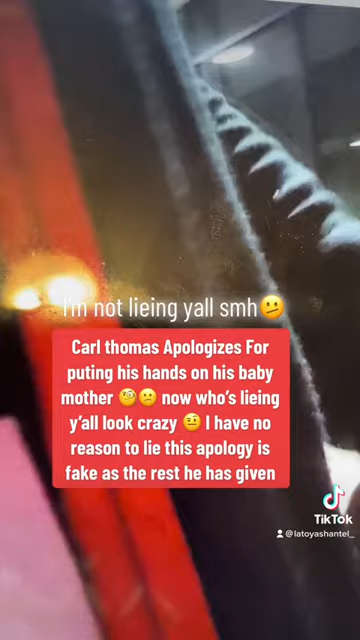 I'm not lieing yall smh🫤
Carl thomas Apologizes For
puting his hands on his baby
mother 🧐😕 now who's lieing
y'all look crazy 🤨 I have no
reason to lie this apology is
fake as the rest he has given
TikTok
@latoyashantel_